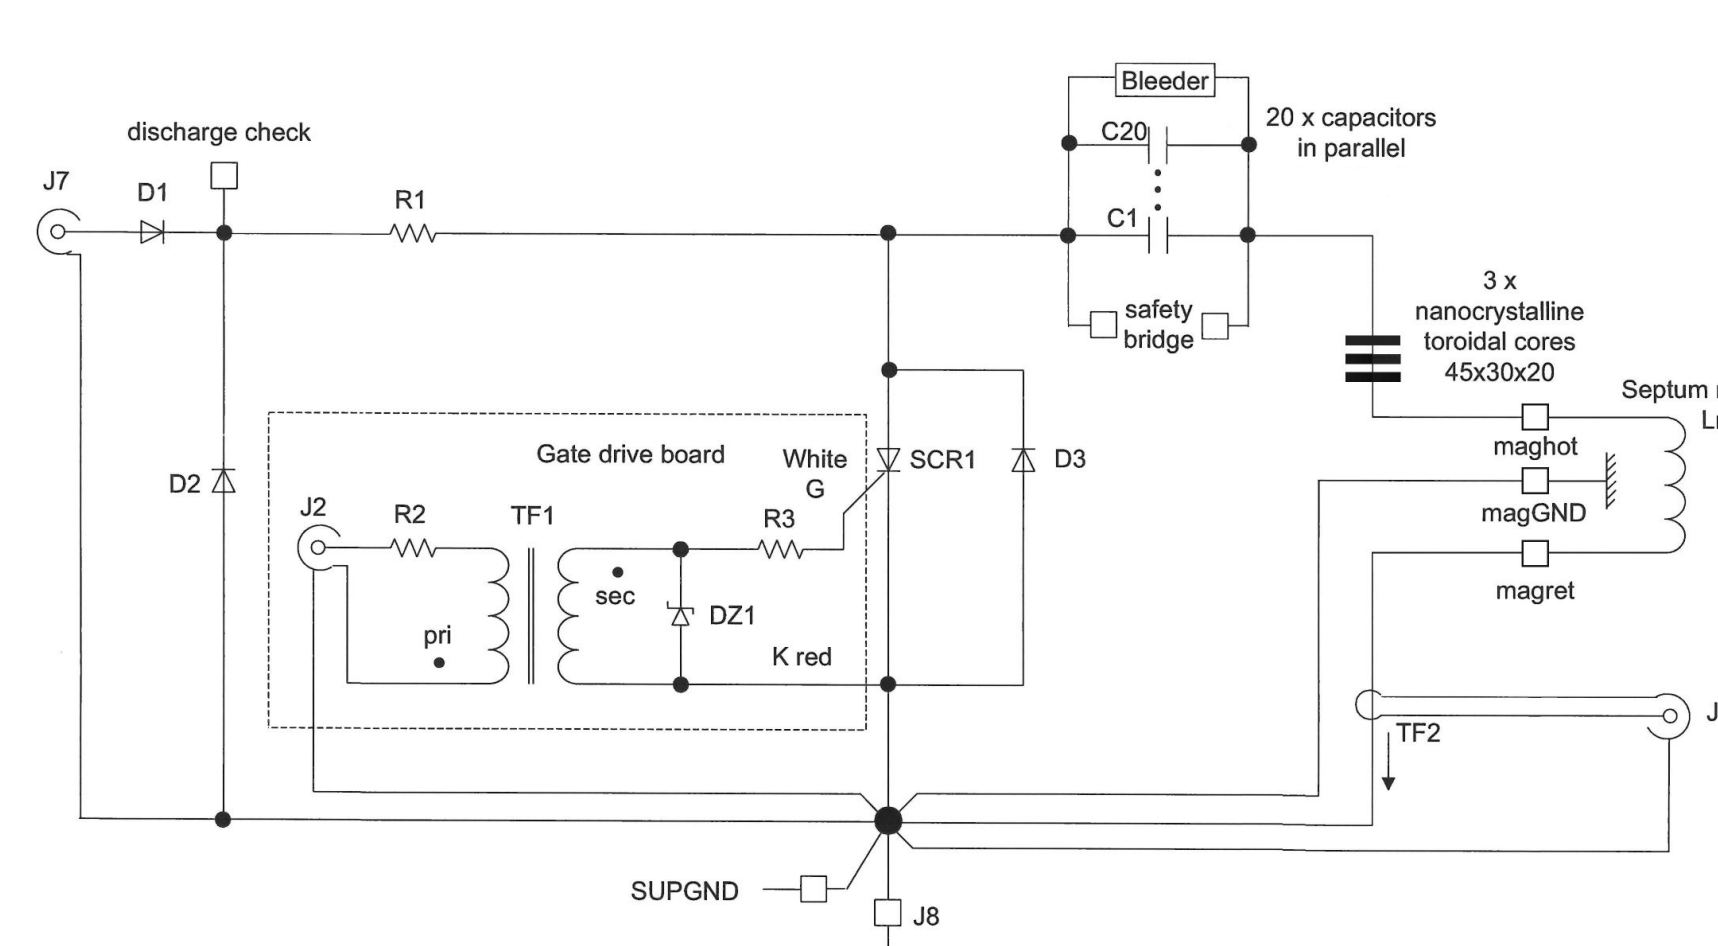 Bleeder
discharge check
C20
20 x capacitors
in parallel
J7
D1
R1
C1
3 x
nanocrystalline
toroidal cores
45x30x20
safety
bridge
Septum
maghot
Gate drive board
White
G
SCR1
D3
D2
J2
R2
TF1
R3
magGND
sec
DZ1
pri
K red
magret
TF2
J
SUPGND
J8